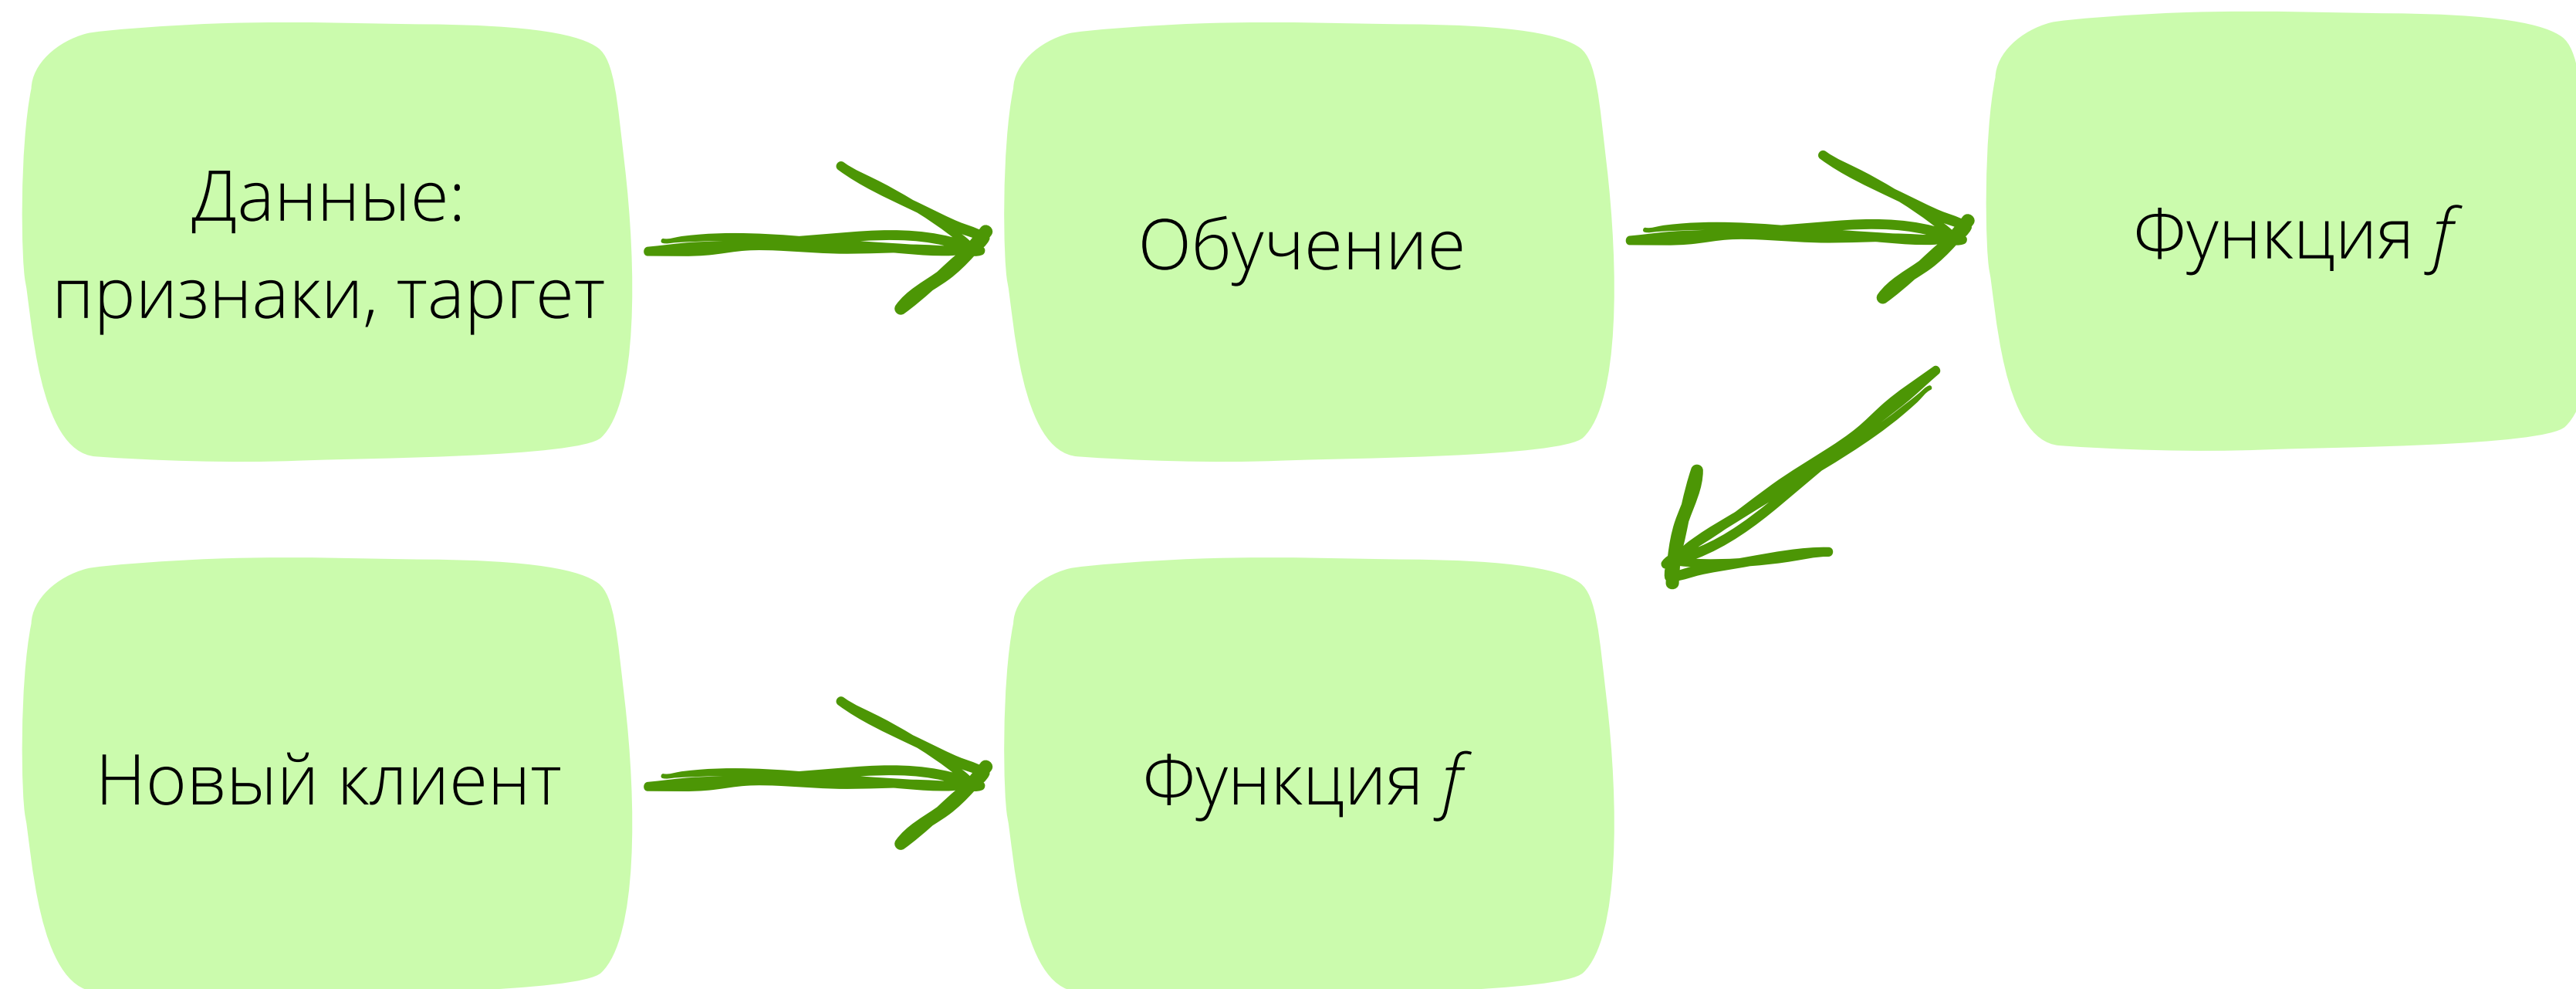 Данные:
признаки, таргет
Обучение
Функция f
Новый клиент
Функция f